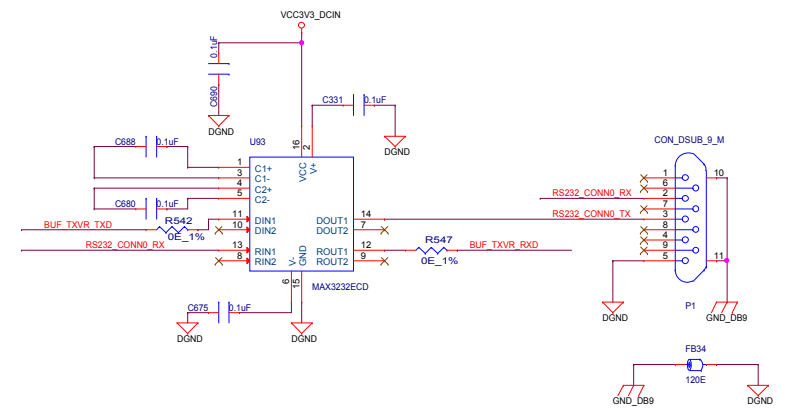 VCC3V3_DCIN
0.1uF
C690
DGND
C331 0.1uF
DGND
U93
16
2
VCC
V+
C688 0.1uF
1 C1+
3 C1-
4 C2+
5 C2-
C680 0.1uF
R542
BUF_TXVR_TXD
0E_1%
11 DIN1
10 DIN2
RS232_CONN0_RX
13 RIN1
8 RIN2
DOUT1 14
DOUT2 7
ROUT1 12
ROUT2 9
R547
0E_1%
BUF_TXVR_RXD
V-
GND
6
15
MAX3232ECD
C675 0.1uF
DGND
DGND
CON_DSUB_9_M
RS232_CONN0_RX
RS232_CONN0_TX
1
6
2
7
3
8
4
9
5
10
11
P1
DGND
GND_DB9
FB34
120E
GND_DB9
DGND